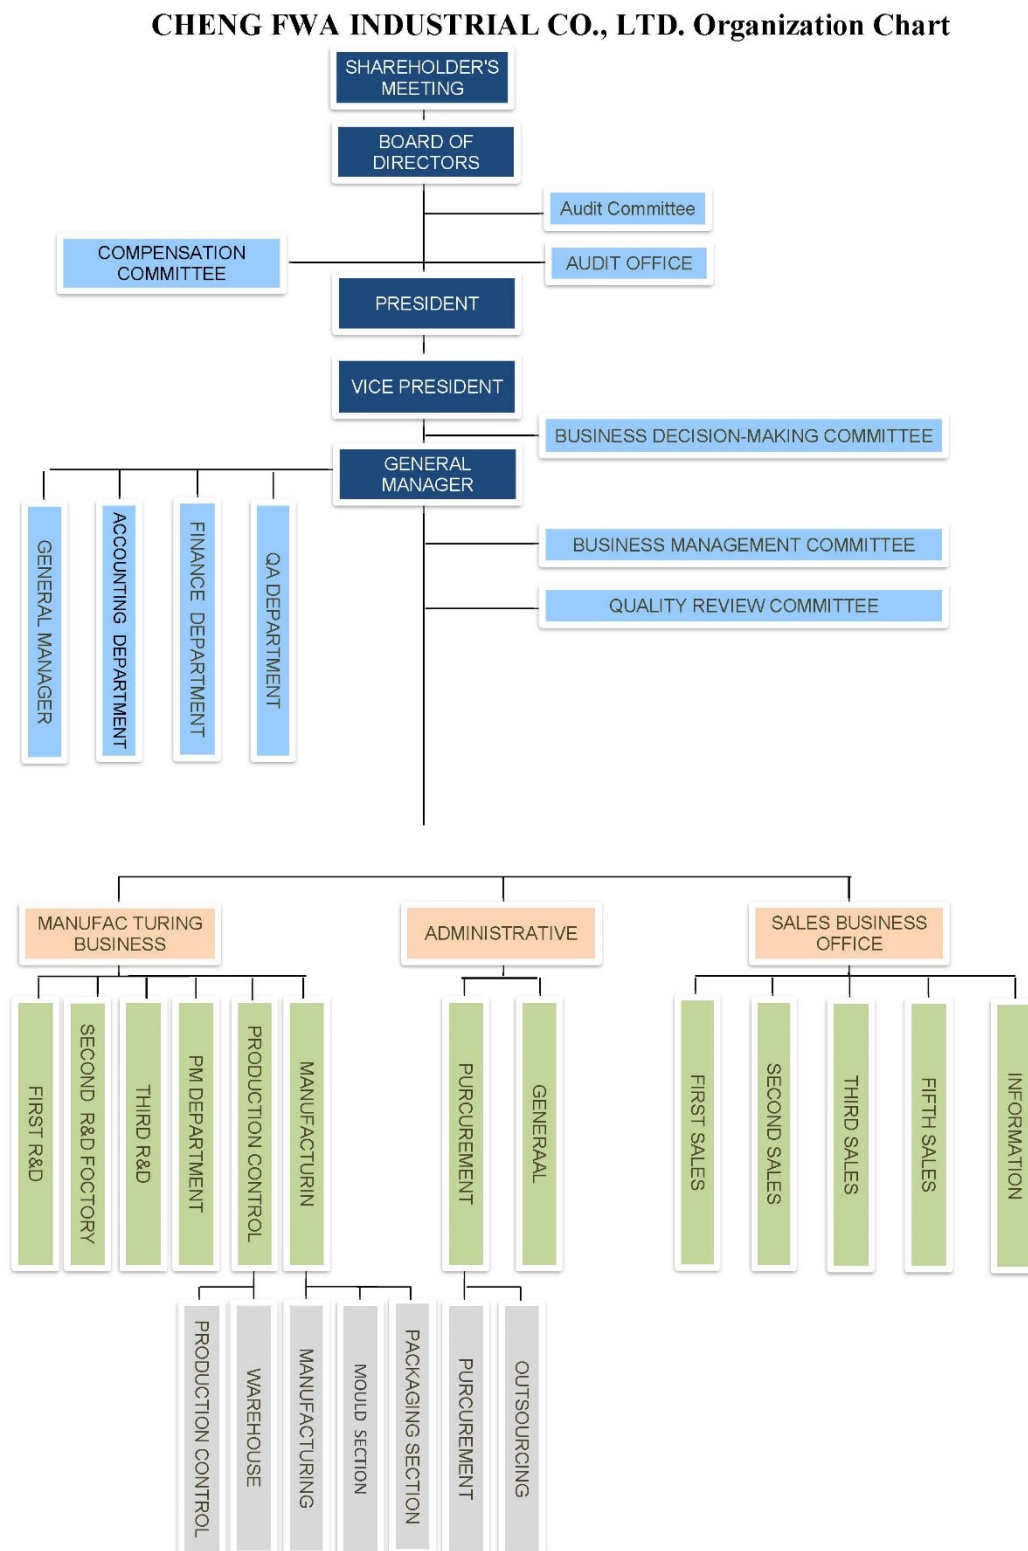 CHENG FWA INDUSTRIAL CO., LTD. Organization Chart
SHAREHOLDER'S
MEETING
BOARD OF
DIRECTORS
Audit Committee
COMPENSATION
COMMITTEE
AUDIT OFFICE
PRESIDENT
VICE PRESIDENT
BUSINESS DECISION-MAKING COMMITTEE
GENERAL
MANAGER
GENERAL MANAGER
ACCOUNTING DEPARTMENT
FINANCE DEPARTMENT
QA DEPARTMENT
BUSINESS MANAGEMENT COMMITTEE
QUALITY REVIEW COMMITTEE
MANUFAC TURING
BUSINESS
ADMINISTRATIVE
SALES BUSINESS
OFFICE
FIRST R&D
SECOND R&D FOCTORY
THIRD R&D
PM DEPARTMENT
PRODUCTION CONTROL
MANUFACTURIN
PURCUREMENT
GENERAAL
FIRST SALES
SECOND SALES
THIRD SALES
FIFTH SALES
INFORMATION
PRODUCTION CONTROL
WAREHOUSE
MANUFACTURING
MOULD SECTION
PACKAGING SECTION
PURCUREMENT
OUTSOURCING